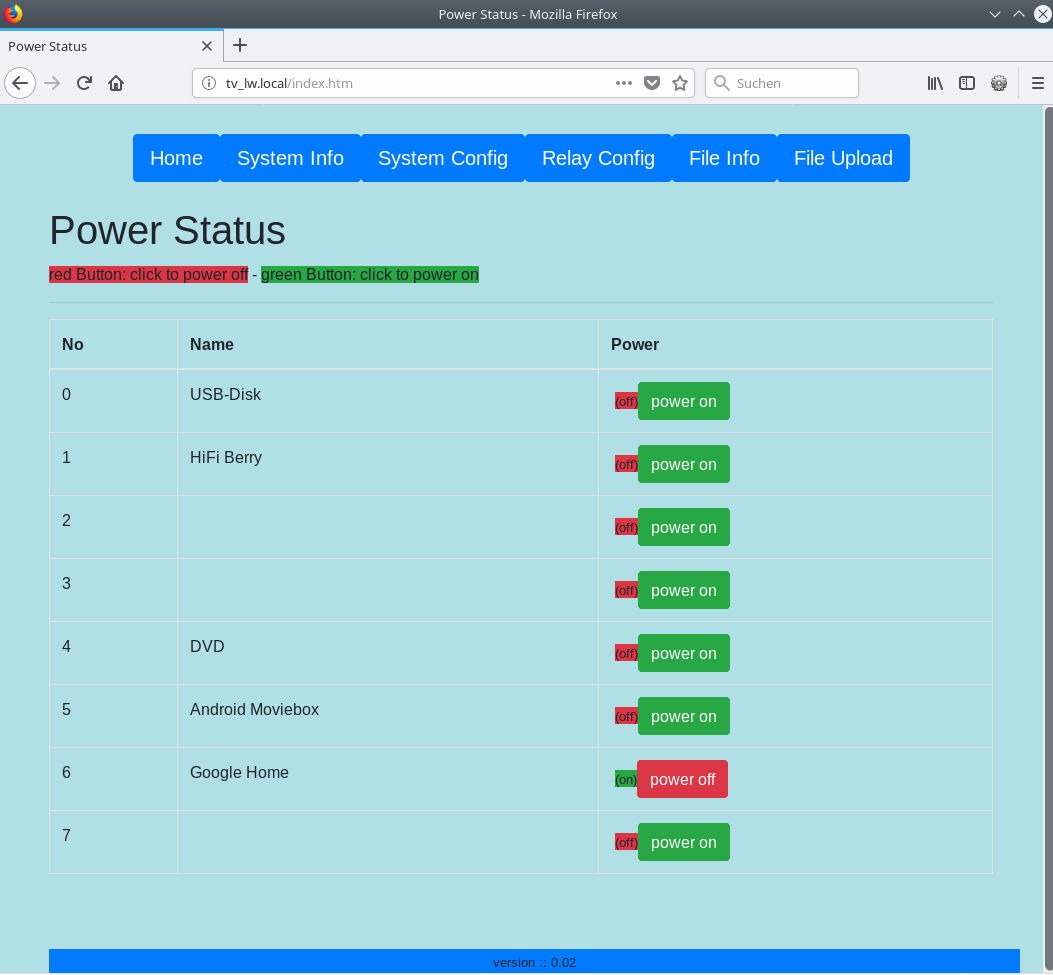 Power Status - Mozilla Firefox
Power Status
tv_lw.local/index.htm
Suchen
Home System Info System Config Relay Config File Info File Upload
Power Status
red Button: click to power off - green Button: click to power on
No Name Power
0 USB-Disk (off) power on
1 HiFi Berry (off) power on
2 (off) power on
3 (off) power on
4 DVD (off) power on
5 Android Moviebox (off) power on
6 Google Home (on) power off
7 (off) power on
version :: 0.02